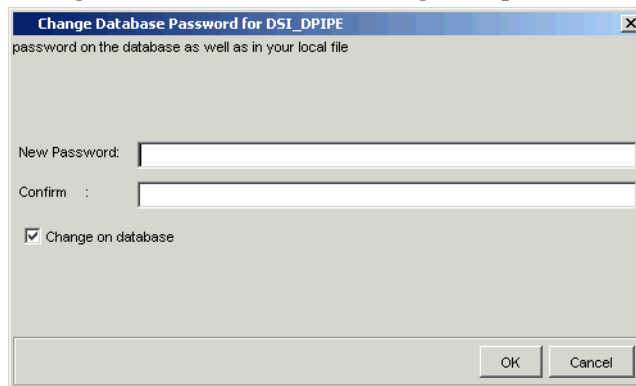 Change Database Password for DSI_DPIPE
password on the database as well as in your local file
New Password:
Confirm :
Change on database
OK Cancel